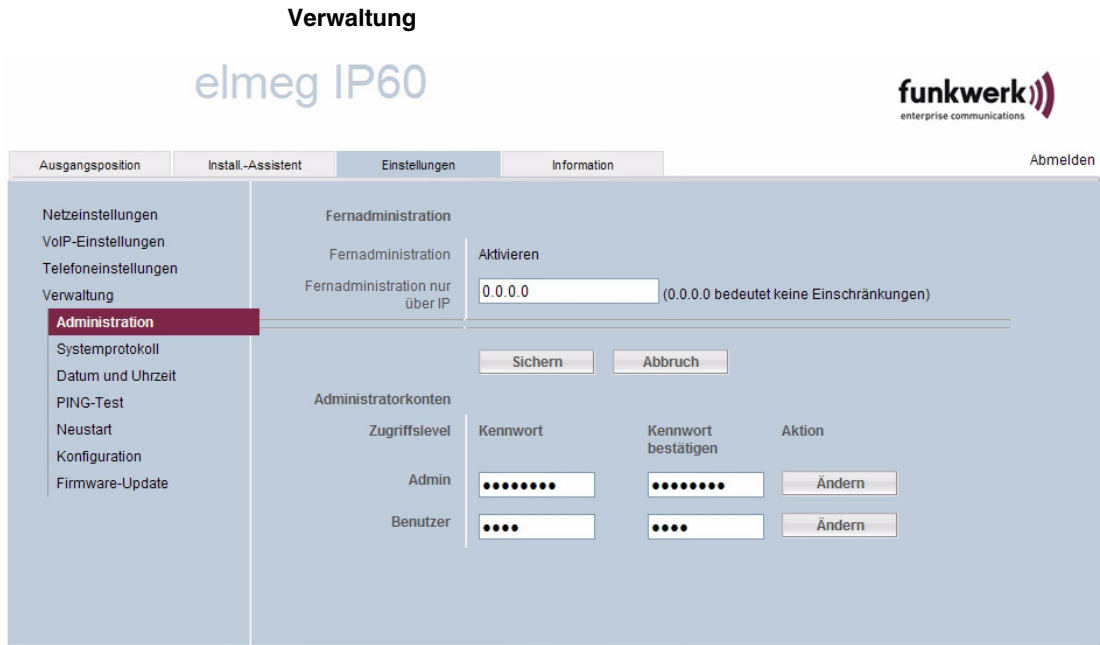 Verwaltung
elmeg IP60
funkwerk
enterprise communications
Ausgangsposition
Install.-Assistent
Einstellungen
Information
Abmelden
Netzeinstellungen
VoIP-Einstellungen
Telefoneinstellungen
Verwaltung
Administration
Systemprotokoll
Datum und Uhrzeit
PING-Test
Neustart
Konfiguration
Firmware-Update
Fernadministration
Fernadministration Aktivieren
Fernadministration nur
über IP
0.0.0.0 (0.0.0.0 bedeutet keine Einschränkungen)
Sichern Abbruch
Administratorkonten
Zugriffslevel Kennwort Kennwort
bestätigen
Aktion
Admin •••••••• •••••••• Ändern
Benutzer •••• •••• Ändern